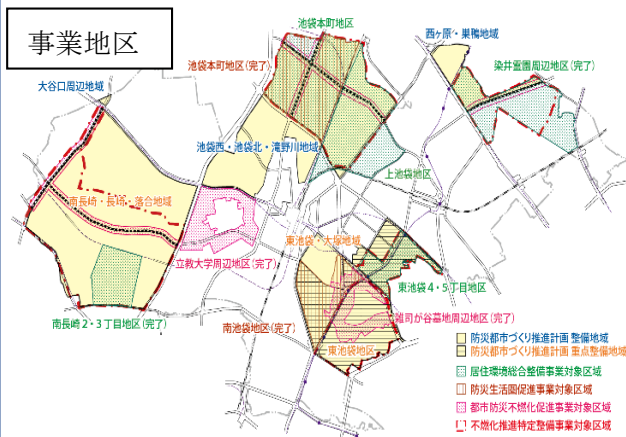 事業地区
池袋本町地区
西ヶ原・巣鴨地域
池袋本町地区(完了)
染井霊園周辺地区(完了)
大谷口周辺地域
池袋西・池袋北・滝野川地域
上池袋地区
南長崎・長崎・落合地域
東池袋・大塚地域
立教大学周辺地区(完了)
東池袋4・5丁目地区
南長崎2・3丁目地区(完了)
南池袋地区(完了)
雑司が谷墓地周辺地区(完了)
東池袋地区
防災都市づくり推進計画 整備地域
防災都市づくり推進計画 重点整備地域
居住環境総合整備事業対象区域
防災生活圏促進事業対象区域
都市防災不燃化促進事業対象区域
不燃化推進特定整備事業対象区域